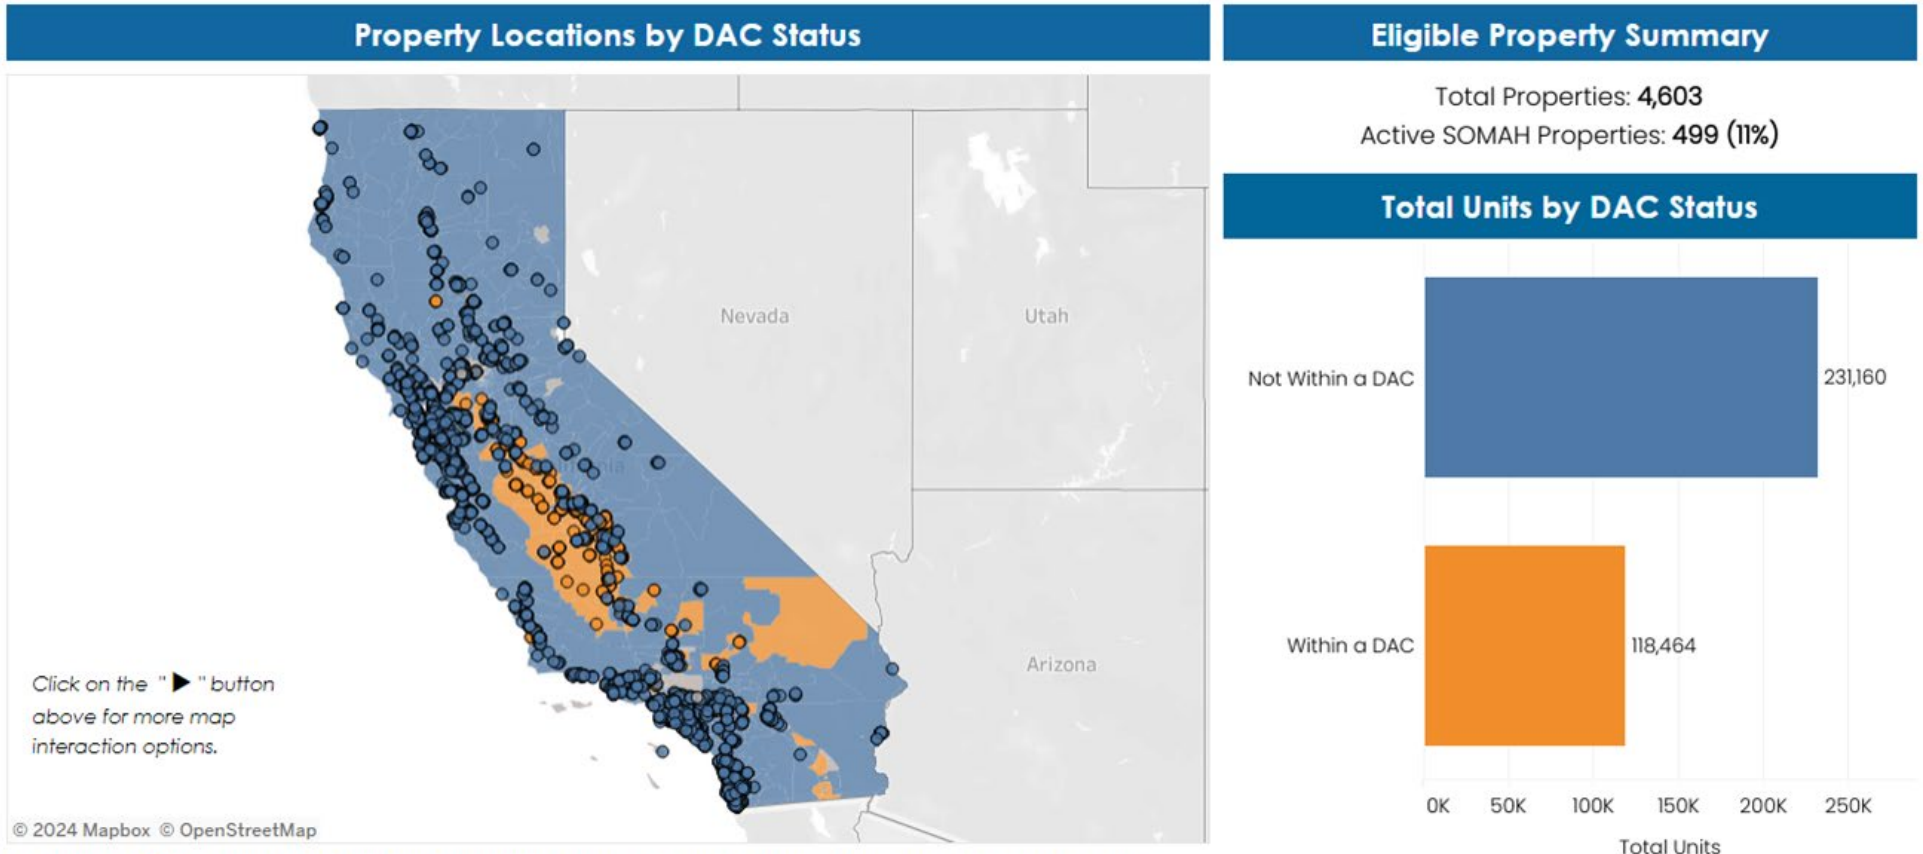 Property Locations by DAC Status
Nevada
Utah
Arizona
Click on the "▶" button
above for more map
interaction options.
© 2024 Mapbox © OpenStreetMap
Eligible Property Summary
Total Properties: 4,603
Active SOMAH Properties: 499 (11%)
Total Units by DAC Status
Not Within a DAC
231,160
Within a DAC
118,464
0K 50K 100K 150K 200K 250K
Total Units